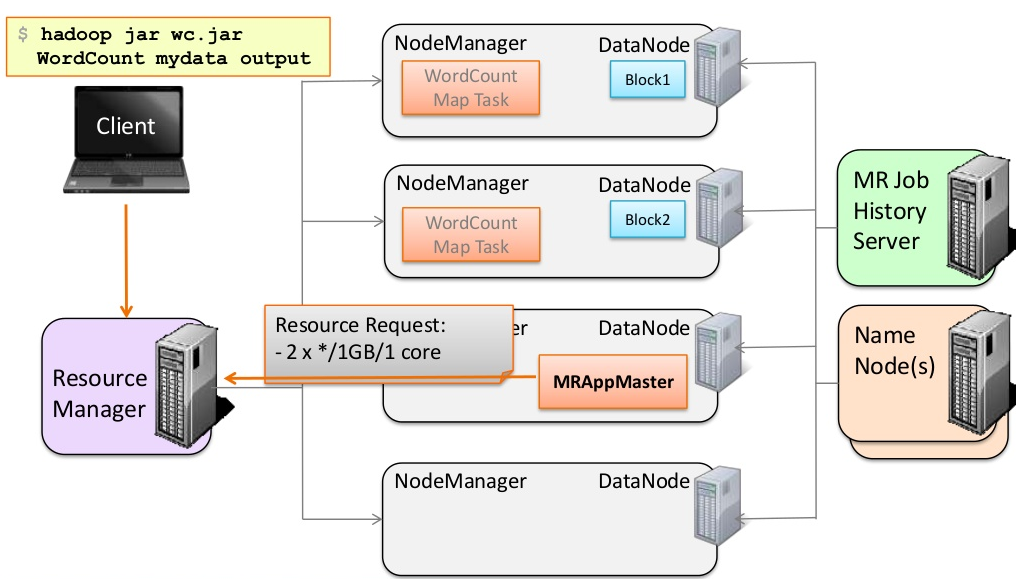 $ hadoop jar wc.jar
WordCount mydata output
Client
Resource
Manager
NodeManager
DataNode
WordCount
Map Task
Block1
NodeManager
DataNode
WordCount
Map Task
Block2
Resource Request:
- 2 x */1GB/1 core
er
DataNode
MRAppMaster
NodeManager
DataNode
MR Job
History
Server
Name
Node(s)